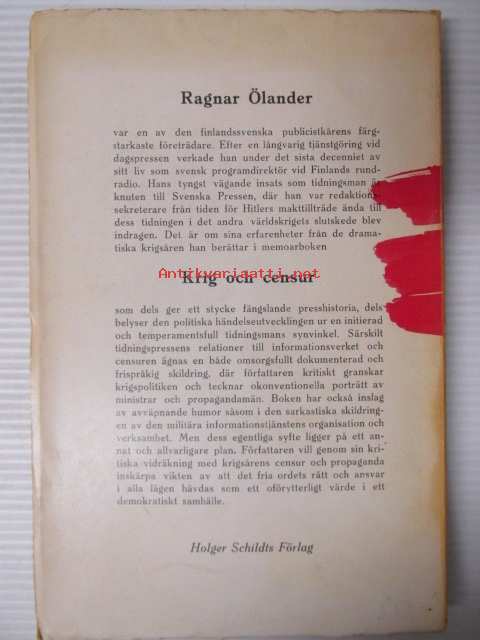 Ragnar Ölander
var en av den finlandssvenska publicistkårens färg-
starkaste företrädare. Efter en långvarig tjänstgöring vid
dagspressen verkade han under det sista decenniet av
sitt liv som svensk programdirektör vid Finlands rund-
radio. Hans tyngst vägande insats som tidningsman är
knuten till Svenska Pressen, där han var redaktions-
sekreterare från tiden för Hitlers makttillträde ända till
dess tidningen i det andra världskrigets slutskede blev
indragen. Det är om sina erfarenheter från de drama-
tiska krigsåren han berättar i memoarboken
Antikvariaatti.net
Krig och censur
som dels ger ett stycke fängslande presshistoria, dels
belyser den politiska händelseutvecklingen ur en initierad
och temperamentsfull tidningsmans synvinkel. Särskilt
tidningspressens relationer till informationsverket och
censuren ägnas en både omsorgsfullt dokumenterad och
frispråkig skildring, där författaren kritiskt granskar
krigspolitiken och tecknar okonventionella porträtt av
ministrar och propagandamän. Boken har också inslag
av avväpnande humor såsom i den sarkastiska skildring-
en av den militära informationstjänstens organisation och
verksamhet. Men dess egentliga syfte ligger på ett an-
nat och allvarligare plan. Författaren vill genom sin kri-
tiska vidräkning med krigsårens censur och propaganda
inskärpa vikten av att det fria ordets rätt och ansvar
i alla lägen hävdas som ett oförytterligt värde i ett
demokratiskt samhälle.
Holger Schildts Förlag